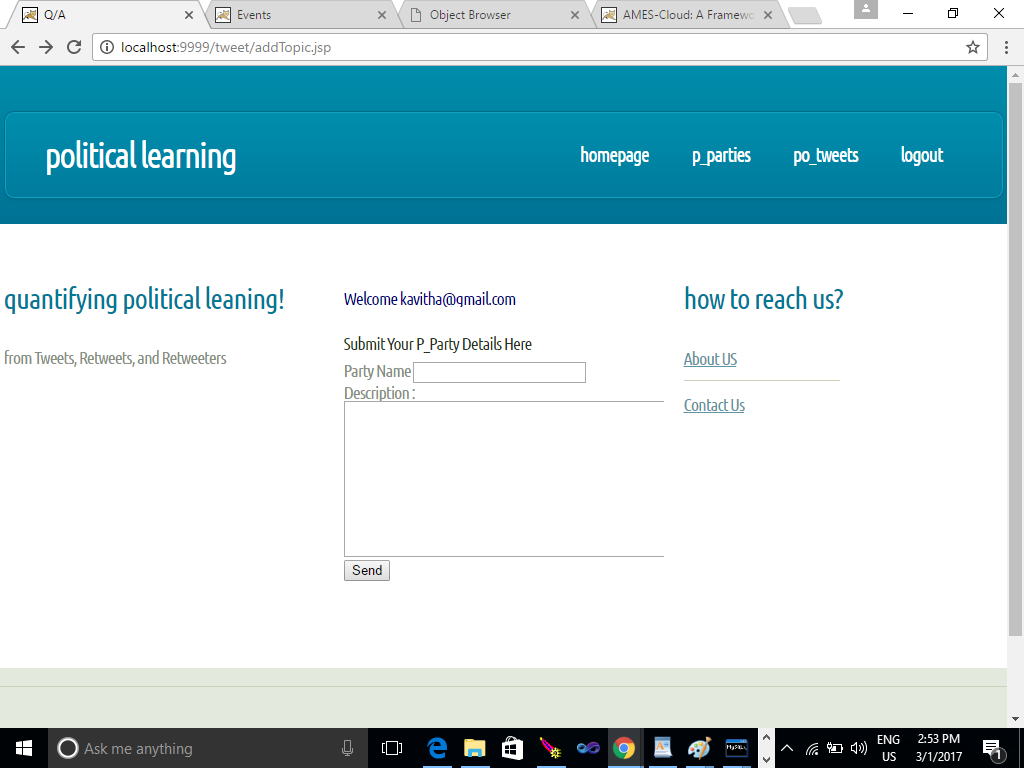 Q/A
Events
Object Browser
AMES-Cloud: A Framewo
localhost:9999/tweet/addTopic.jsp
political learning
homepage
p_parties
po_tweets
logout
quantifying political leaning!
from Tweets, Retweets, and Retweeters
Welcome kavitha@gmail.com
Submit Your P_Party Details Here
Party Name
Description :
Send
how to reach us?
About US
Contact Us
Ask me anything
MySQL
ENG
US
2:53 PM
3/1/2017
1